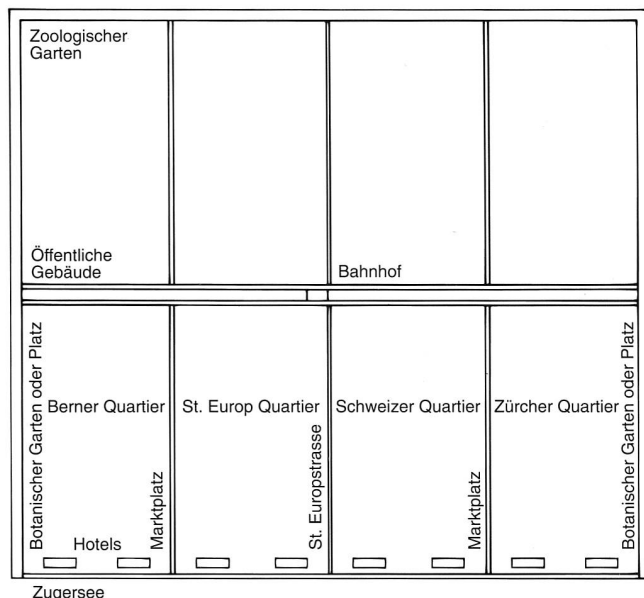 Zoologischer
Garten
Öffentliche
Gebäude
Bahnhof
Botanischer Garten oder Platz
Berner Quartier
Marktplatz
St. Europ Quartier
St. Europstrasse
Schweizer Quartier
Marktplatz
Zürcher Quartier
Botanischer Garten oder Platz
Hotels
Zugersee